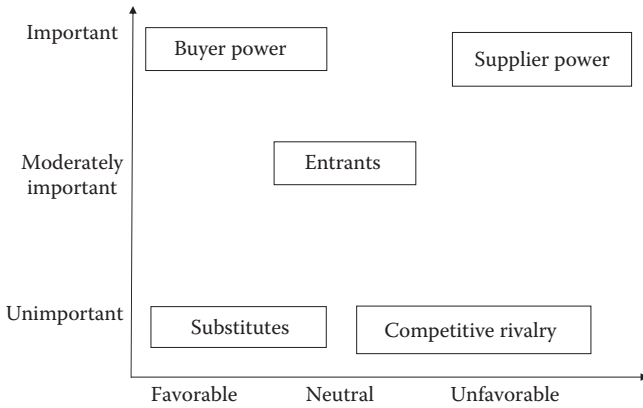 Important
Buyer power
Supplier power
Moderately
important
Entrants
Unimportant
Substitutes
Competitive rivalry
Favorable
Neutral
Unfavorable